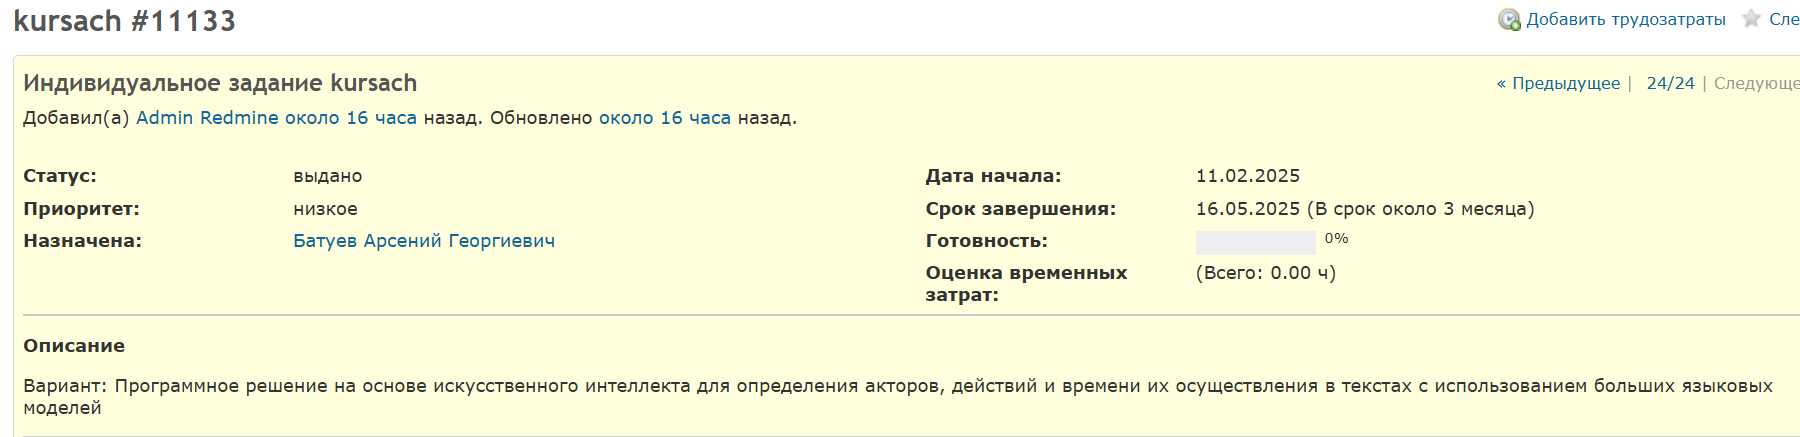 kursach #11133
Добавить трудозатраты
Сле
Индивидуальное задание kursach
« Предыдущее | 24/24 | Следующе
Добавил(а) Admin Redmine около 16 часа назад. Обновлено около 16 часа назад.
Статус: выдано
Дата начала: 11.02.2025
Приоритет: низкое
Срок завершения: 16.05.2025 (В срок около 3 месяца)
Назначена: Батуев Арсений Георгиевич
Готовность: 0%
Оценка временных
затрат: (Всего: 0.00 ч)
Описание
Вариант: Программное решение на основе искусственного интеллекта для определения акторов, действий и времени их осуществления в текстах с использованием больших языковых
моделей